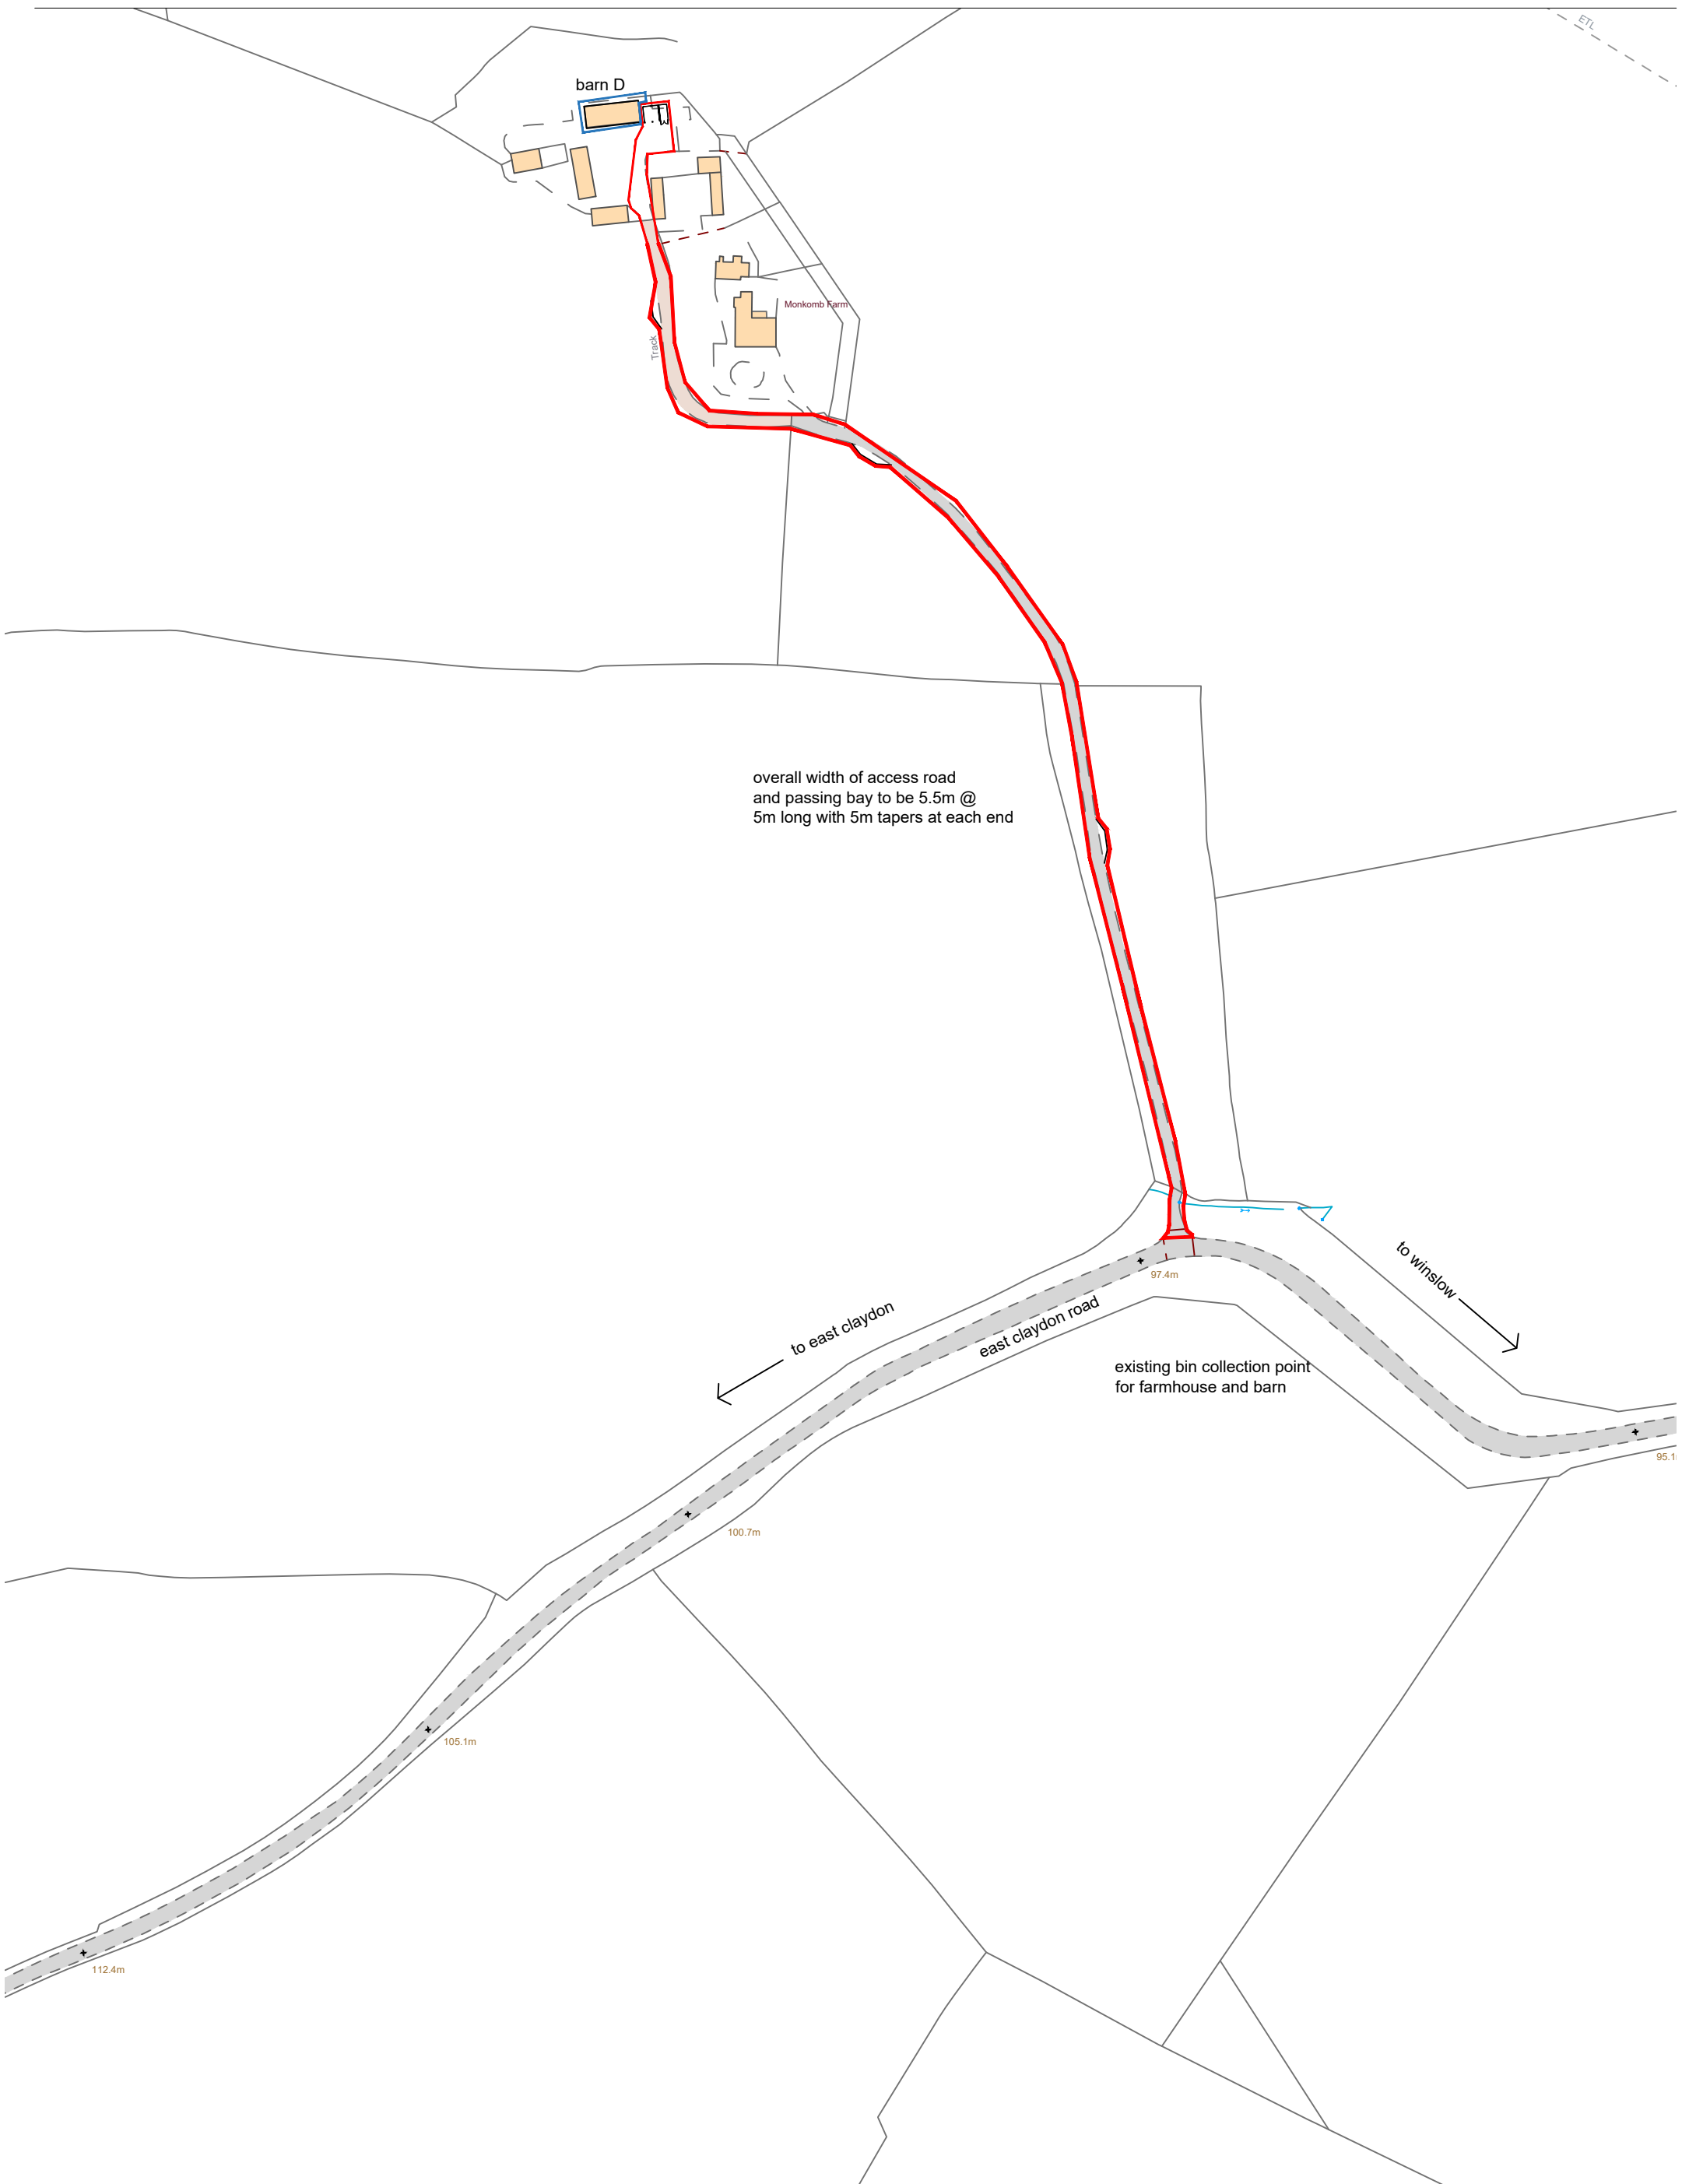 ETL
barn D
Monkomb Farm
Track
overall width of access road
and passing bay to be 5.5m @
5m long with 5m tapers at each end
to winslow
97.4m
to east claydon
east claydon road
existing bin collection point
for farmhouse and barn
100.7m
105.1m
112.4m